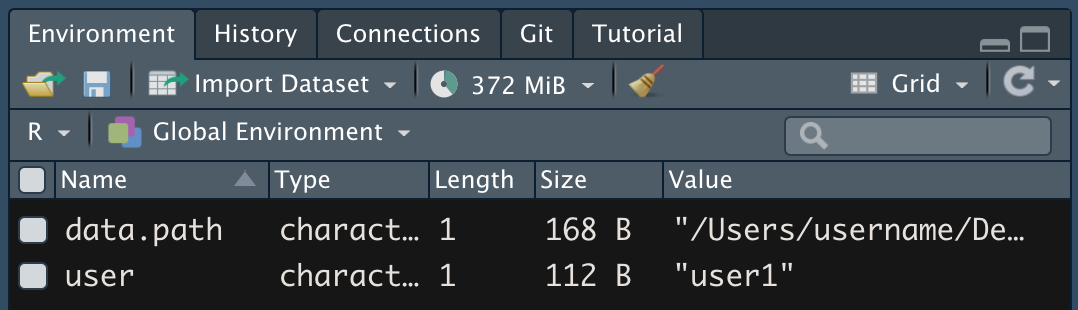 Environment History Connections Git Tutorial
Import Dataset 372 MiB Grid
R Global Environment
Name Type Length Size Value
data.path charact… 1 168 B "/Users/username/De…
user charact… 1 112 B "user1"